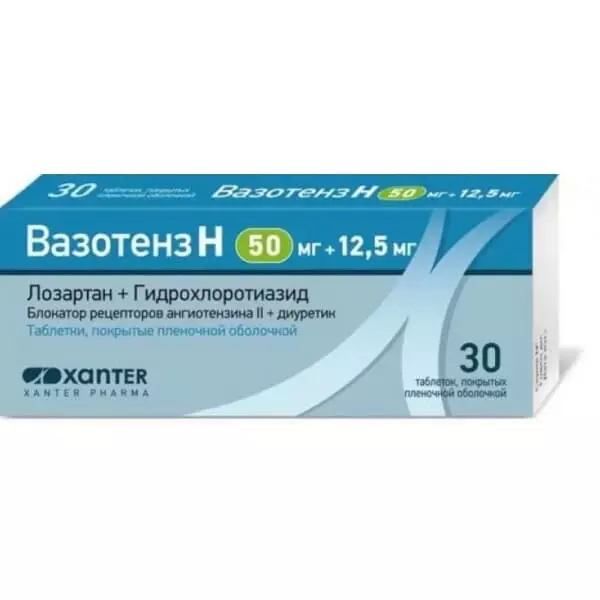 30 таблеток, покрытых
пленочной оболочкой
Вазотенз Н 50 мг + 12,5 мг
Вазотенз Н 50 мг + 12,5 мг
Лозартан + Гидрохлоротиазид
Блокатор рецепторов ангиотензина II + диуретик
Таблетки, покрытые пленочной оболочкой
XANTER
XANTER PHARMA
30
таблеток, покрытых
пленочной оболочкой